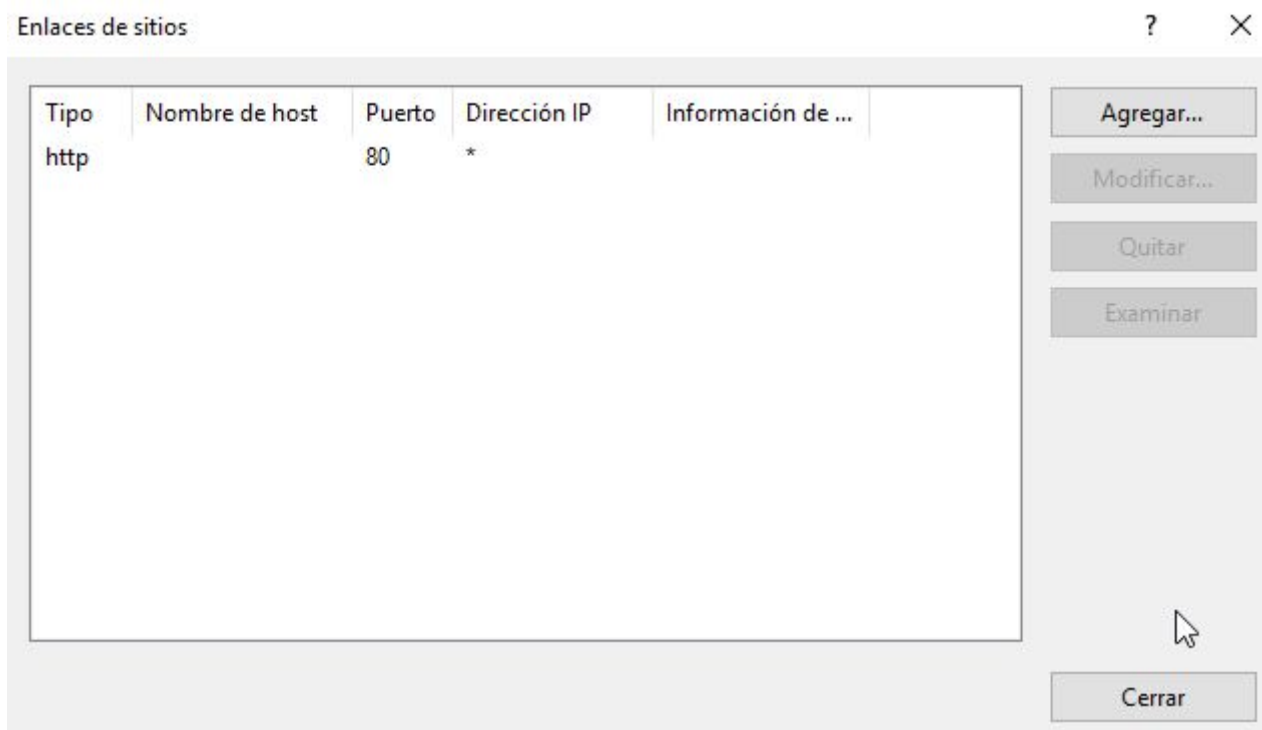 Enlaces de sitios ? ×
Tipo Nombre de host Puerto Dirección IP Información de ...
http 80 *
Agregar...
Modificar...
Quitar
Examinar
Cerrar